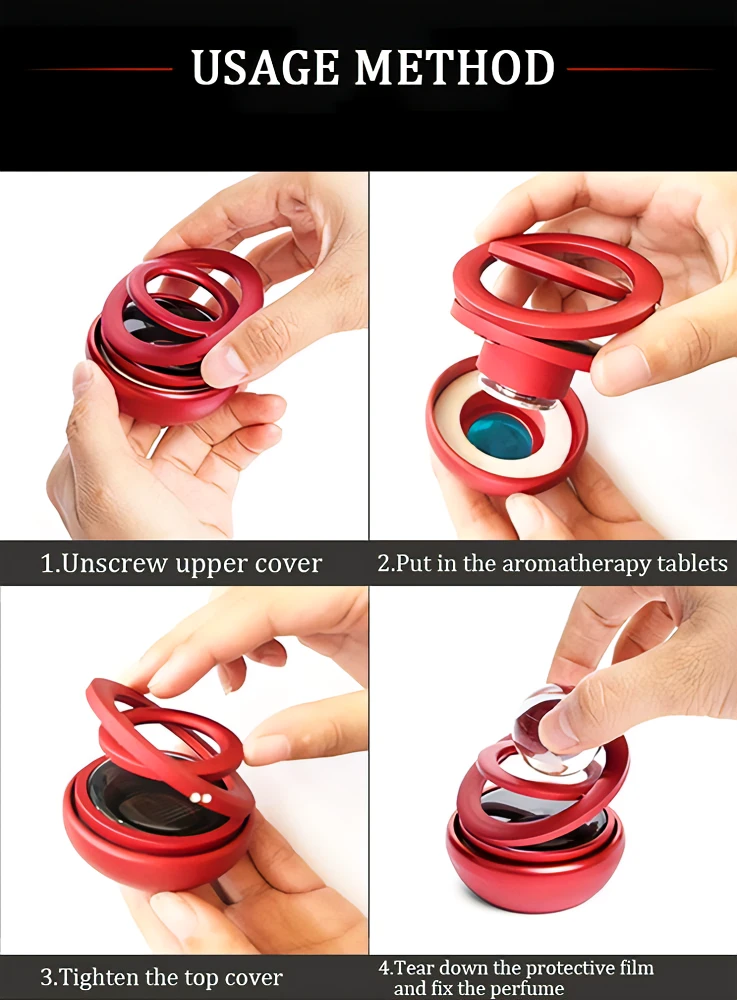 USAGE METHOD
1.Unscrew upper cover
2.Put in the aromatherapy tablets
3.Tighten the top cover
4.Tear down the protective film
and fix the perfume